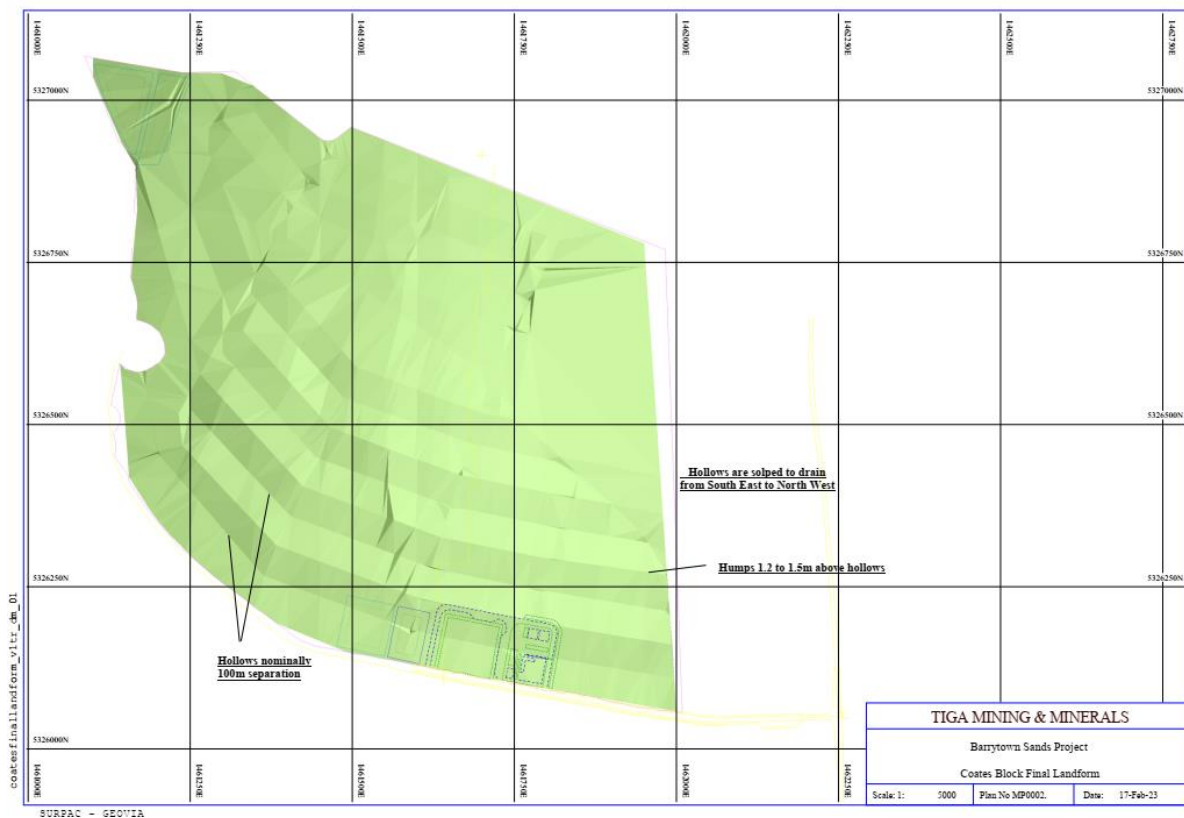 1461000E
1461250E
1461500E
1461750E
1462000E
1462250E
1462500E
1462750E
5327000N
5327000N
5326750N
5326750N
5326500N
5326500N
Hollows are solped to drain
from South East to North West
5326250N
5326250N
Humps 1.2 to 1.5m above hollows
Hollows nominally
100m separation
5326000N
1461000E
1461250E
1461500E
1461750E
1462000E
1462250E
TIGA MINING & MINERALS
Barrytown Sands Project
Coates Block Final Landform
Scale: 1: 5000 Plan No MP0002. Date: 17-Feb-23
coatesfinallandform_v1tr_dm_01
SURPAC - GEOVIA